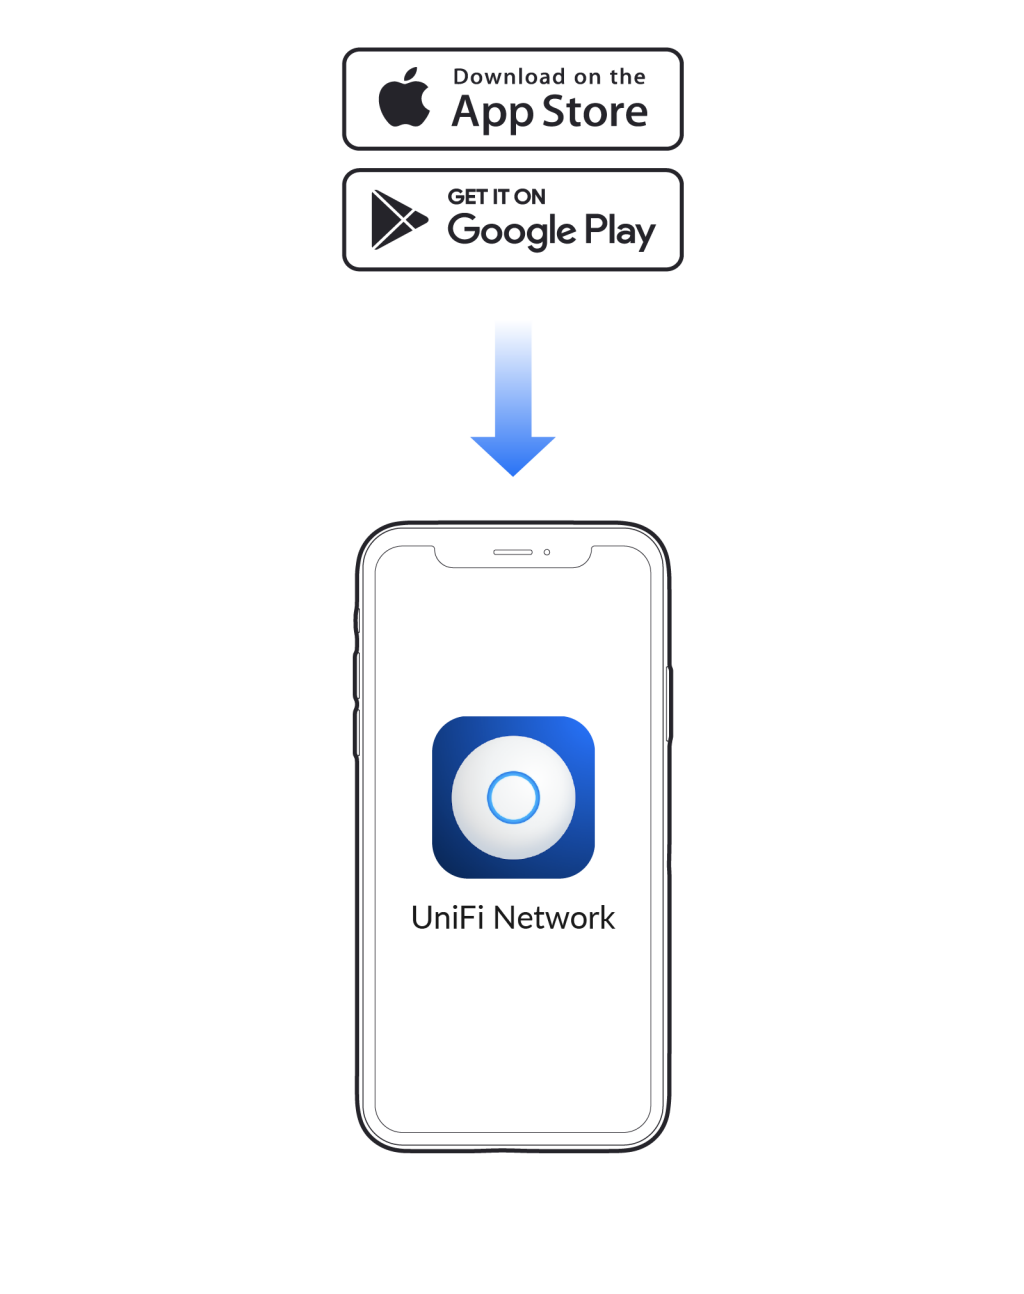 Download on the
App Store
GET IT ON
Google Play
UniFi Network